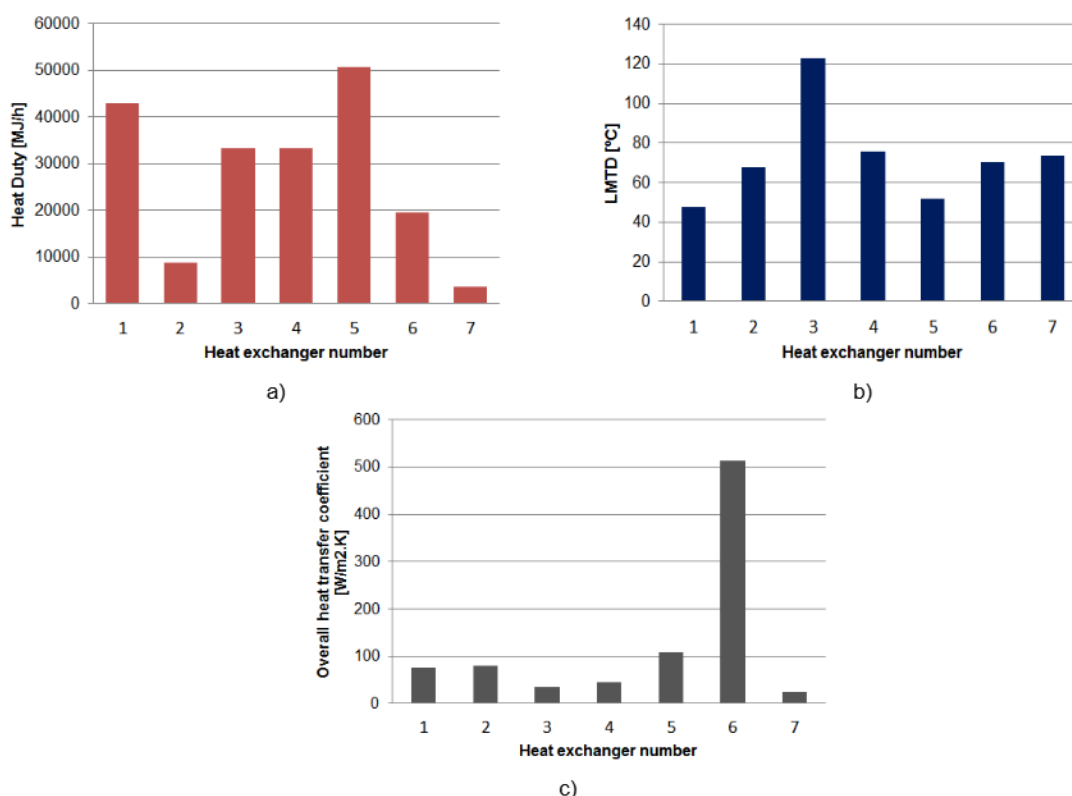 60000
50000
40000
30000
20000
10000
0
Heat Duty [MJ/h]
1 2 3 4 5 6 7
Heat exchanger number
a)
140
120
100
80
60
40
20
0
LMTD [ºC]
1 2 3 4 5 6 7
Heat exchanger number
b)
600
500
400
300
200
100
0
Overall heat transfer coefficient
[W/m2.K]
1 2 3 4 5 6 7
Heat exchanger number
c)